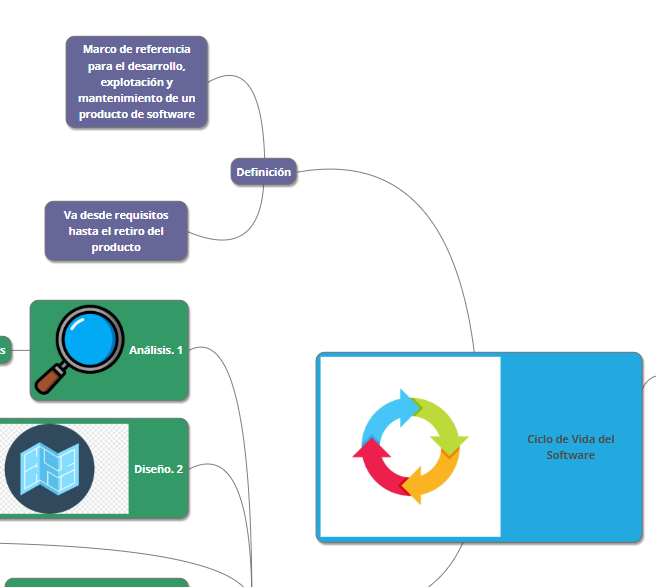 Marco de referencia
para el desarrollo,
explotación y
mantenimiento de un
producto de software
Definición
Va desde requisitos
hasta el retiro del
producto
s
Análisis. 1
Diseño. 2
Ciclo de Vida del
Software